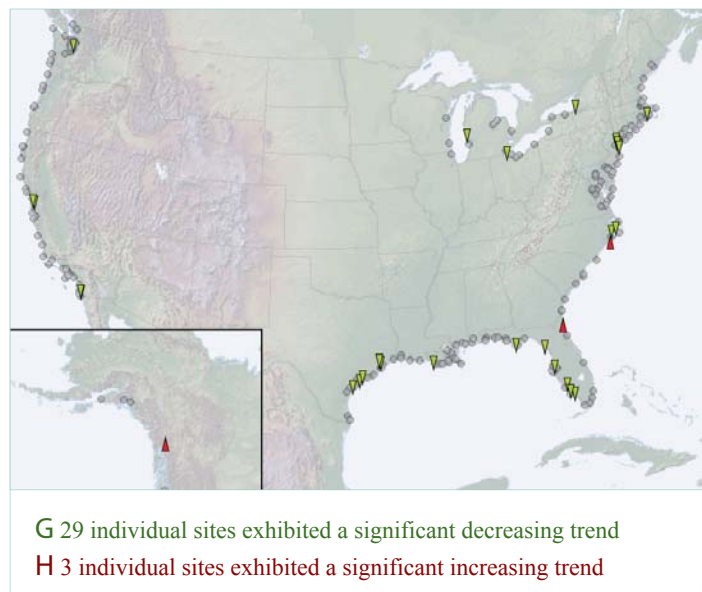 G 29 individual sites exhibited a significant decreasing trend
H 3 individual sites exhibited a significant increasing trend